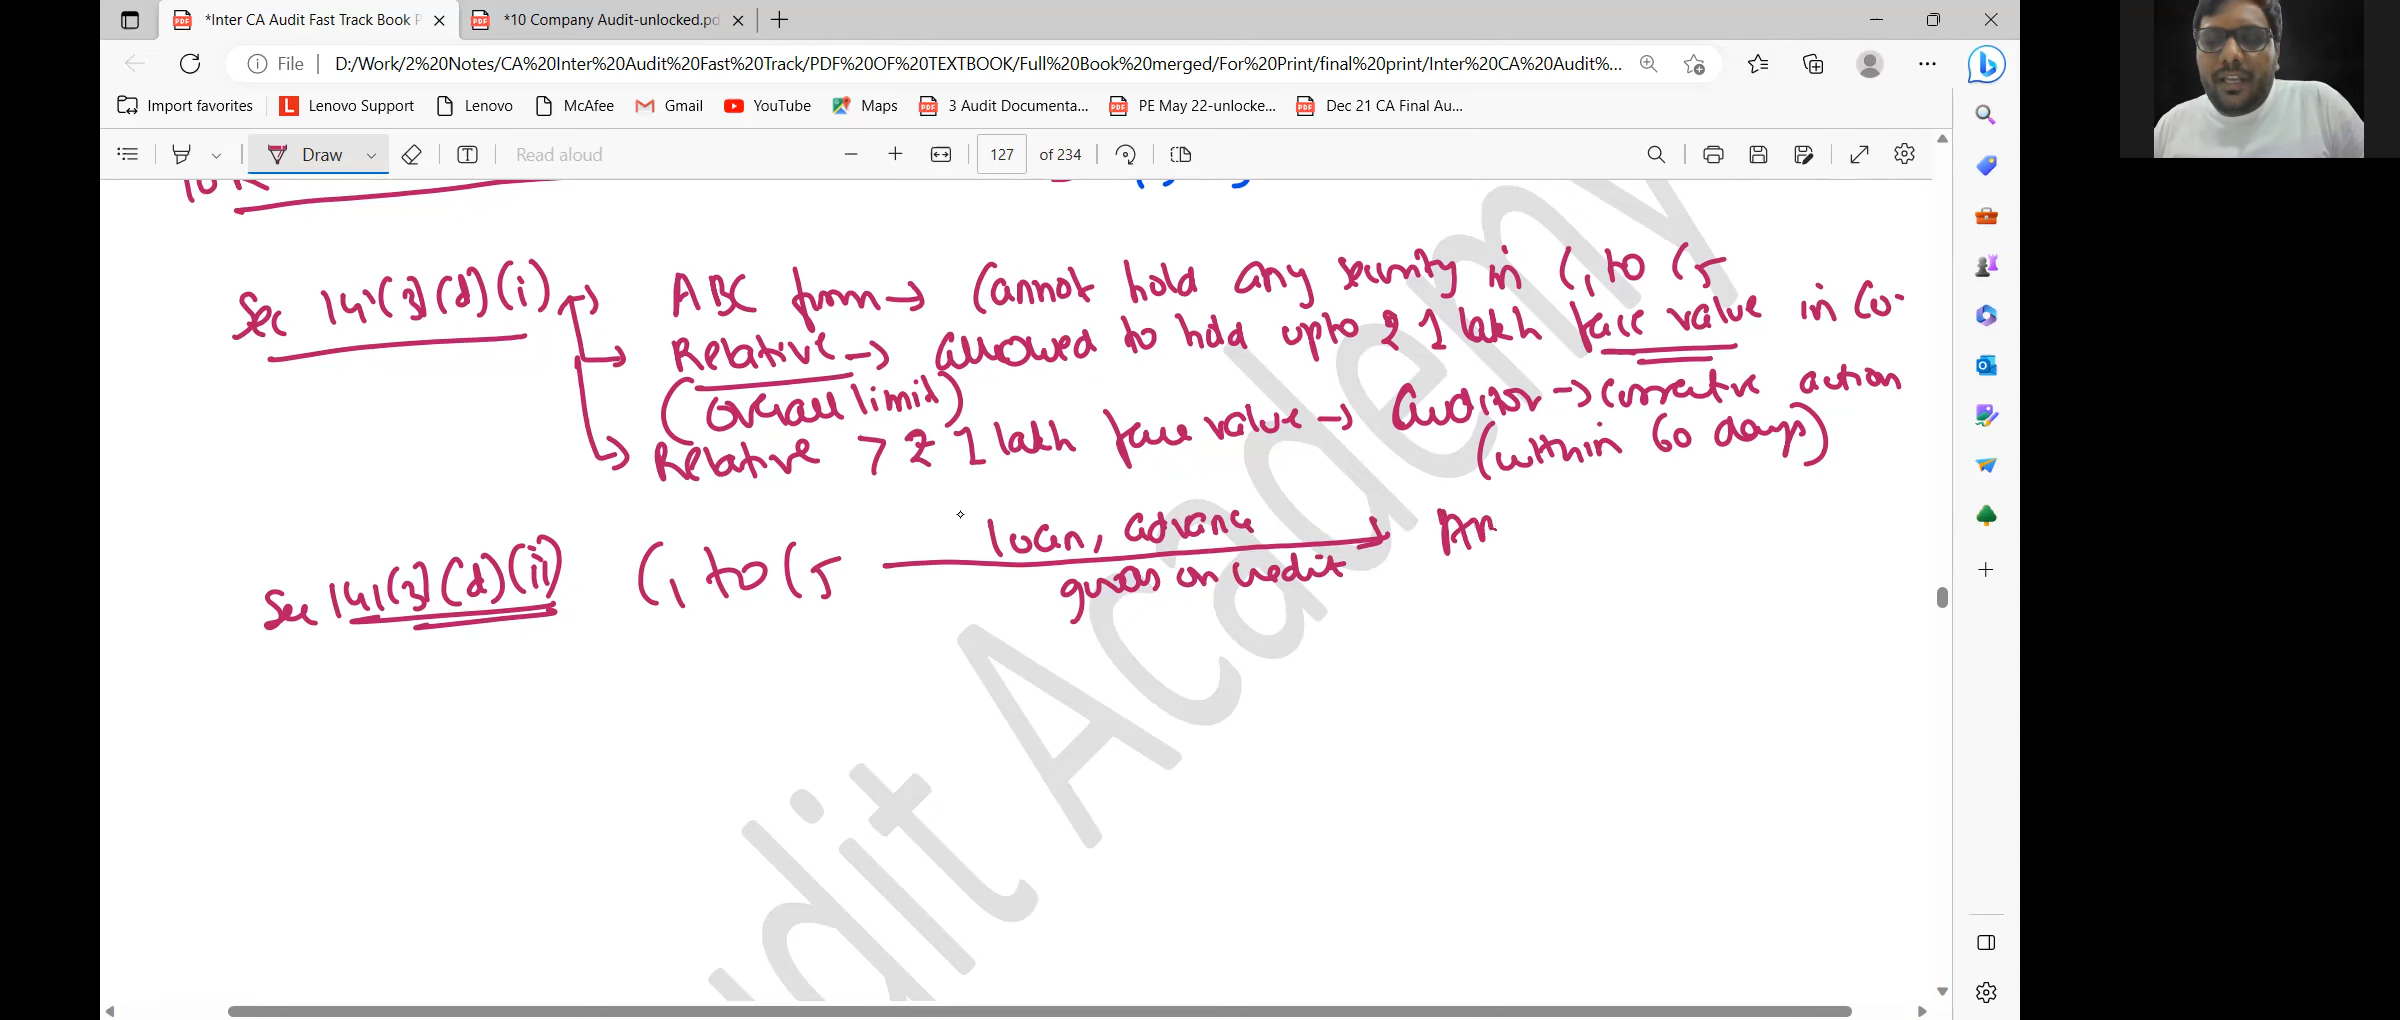 *Inter CA Audit Fast Track Book P
*10 Company Audit-unlocked.pd
File D:/Work/2%20Notes/CA%20Inter%20Audit%20Fast%20Track/PDF%20OF%20TEXTBOOK/Full%20Book%20merged/For%20Print/final%20print/Inter%20CA%20Audit%...
Import favorites Lenovo Support Lenovo McAfee Gmail YouTube Maps 3 Audit Documenta... PE May 22-unlocke... Dec 21 CA Final Au...
Draw Read aloud 127 of 234
Sec 141(3)(d)(i) → ABC firm → Cannot hold any security in C1 to C5
Relative → allowed to hold upto ₹ 1 lakh face value in Co.
(overall limit)
Relative > ₹ 1 lakh face value → Auditor → corrective action
(within 60 days)
Sec 141(3)(d)(ii) C1 to C5 loan, advance
goods on credit
Audit Academy